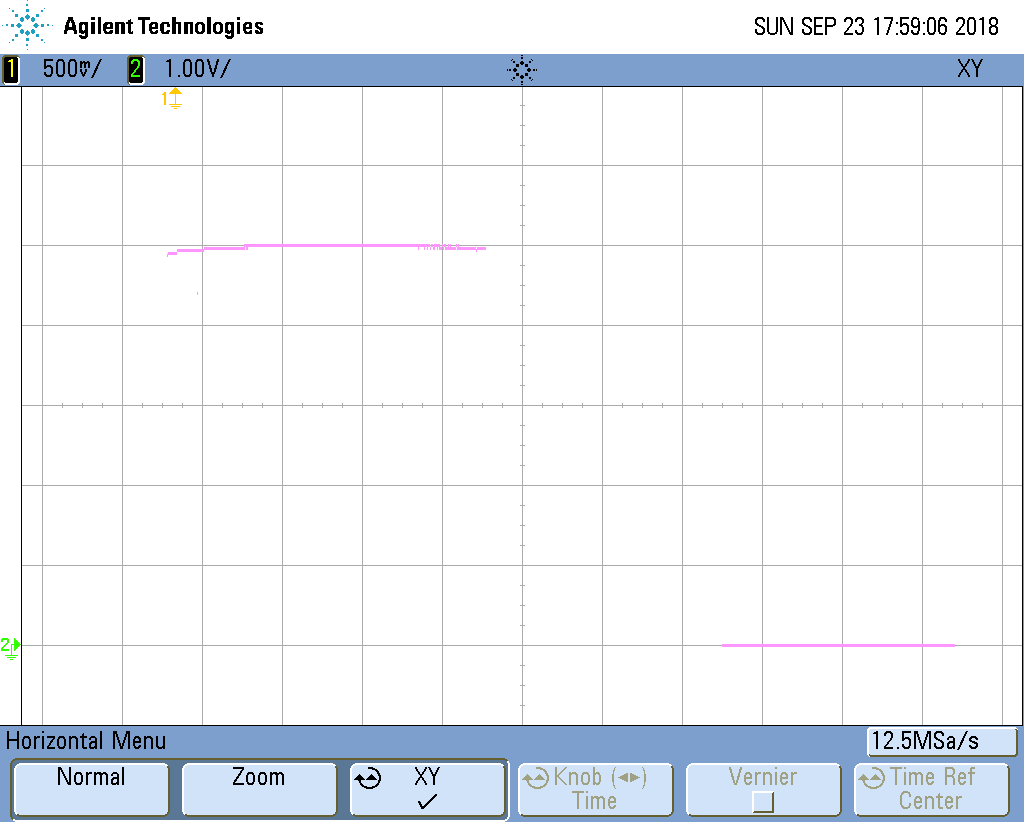 Agilent Technologies
SUN SEP 23 17:59:06 2018
1 500mV/ 2 1.00V/ XY
1
2
Horizontal Menu
12.5MSa/s
Normal
Zoom
XY
✓
Knob (◄►)
Time
Vernier
Time Ref
Center